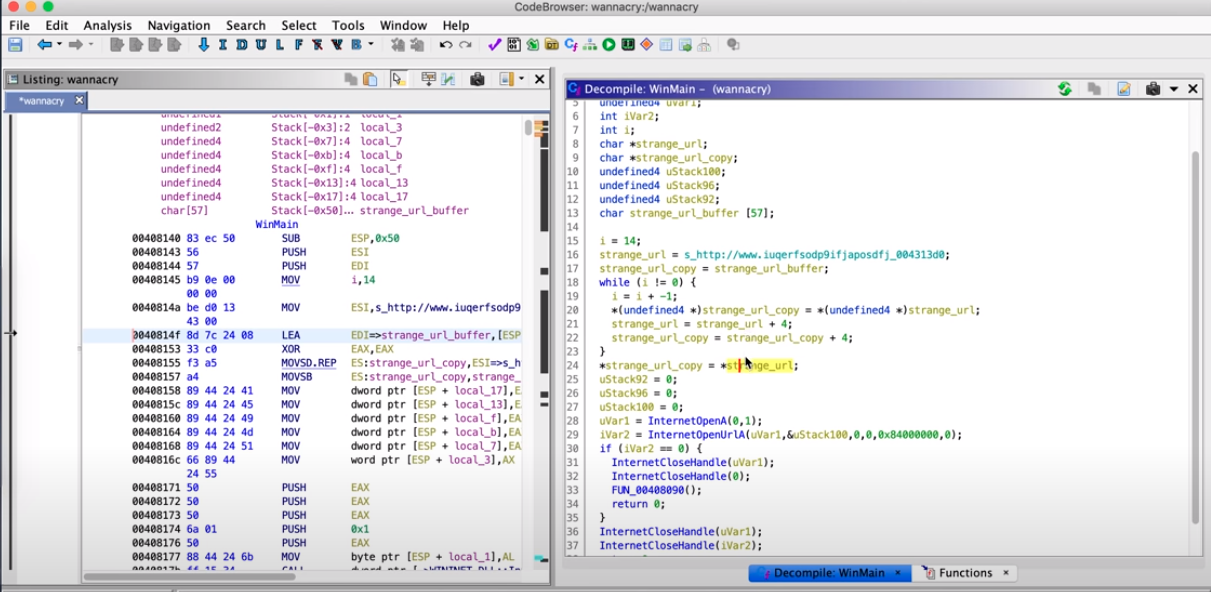 CodeBrowser: wannacry:/wannacry
File Edit Analysis Navigation Search Select Tools Window Help
I D U L F B
Listing: wannacry
*wannacry
undefined1 Stack[-0x1]:1 local_1
undefined2 Stack[-0x3]:2 local_3
undefined4 Stack[-0x7]:4 local_7
undefined4 Stack[-0xb]:4 local_b
undefined4 Stack[-0xf]:4 local_f
undefined4 Stack[-0x13]:4 local_13
undefined4 Stack[-0x17]:4 local_17
char[57] Stack[-0x50]... strange_url_buffer
WinMain
00408140 83 ec 50 SUB ESP,0x50
00408143 56 PUSH ESI
00408144 57 PUSH EDI
00408145 b9 0e 00 MOV i,14
00 00
0040814a be d0 13 MOV ESI,s_http://www.iuqerfsodp9
43 00
0040814f 8d 7c 24 08 LEA EDI=>strange_url_buffer,[ESP
00408153 33 c0 XOR EAX,EAX
00408155 f3 a5 MOVSD.REP ES:strange_url_copy,ESI=>s_h
00408157 a4 MOVSB ES:strange_url_copy,strange_
00408158 89 44 24 41 MOV dword ptr [ESP + local_17],E
0040815c 89 44 24 45 MOV dword ptr [ESP + local_13],E
00408160 89 44 24 49 MOV dword ptr [ESP + local_f],EA
00408164 89 44 24 4d MOV dword ptr [ESP + local_b],EA
00408168 89 44 24 51 MOV dword ptr [ESP + local_7],EA
0040816c 66 89 44 MOV word ptr [ESP + local_3],AX
24 55
00408171 50 PUSH EAX
00408172 50 PUSH EAX
00408173 50 PUSH EAX
00408174 6a 01 PUSH 0x1
00408176 50 PUSH EAX
00408177 88 44 24 6b MOV byte ptr [ESP + local_1],AL
Decompile: WinMain - (wannacry)
5 undefined4 uVar1;
6 int iVar2;
7 int i;
8 char *strange_url;
9 char *strange_url_copy;
10 undefined4 uStack100;
11 undefined4 uStack96;
12 undefined4 uStack92;
13 char strange_url_buffer [57];
14
15 i = 14;
16 strange_url = s_http://www.iuqerfsodp9ifjaposdfj_004313d0;
17 strange_url_copy = strange_url_buffer;
18 while (i != 0) {
19 i = i + -1;
20 *(undefined4 *)strange_url_copy = *(undefined4 *)strange_url;
21 strange_url = strange_url + 4;
22 strange_url_copy = strange_url_copy + 4;
23 }
24 *strange_url_copy = *strange_url;
25 uStack92 = 0;
26 uStack96 = 0;
27 uStack100 = 0;
28 uVar1 = InternetOpenA(0,1);
29 iVar2 = InternetOpenUrlA(uVar1,&uStack100,0,0,0x84000000,0);
30 if (iVar2 == 0) {
31 InternetCloseHandle(uVar1);
32 InternetCloseHandle(0);
33 FUN_00408090();
34 return 0;
35 }
36 InternetCloseHandle(uVar1);
37 InternetCloseHandle(iVar2);
Decompile: WinMain
Functions